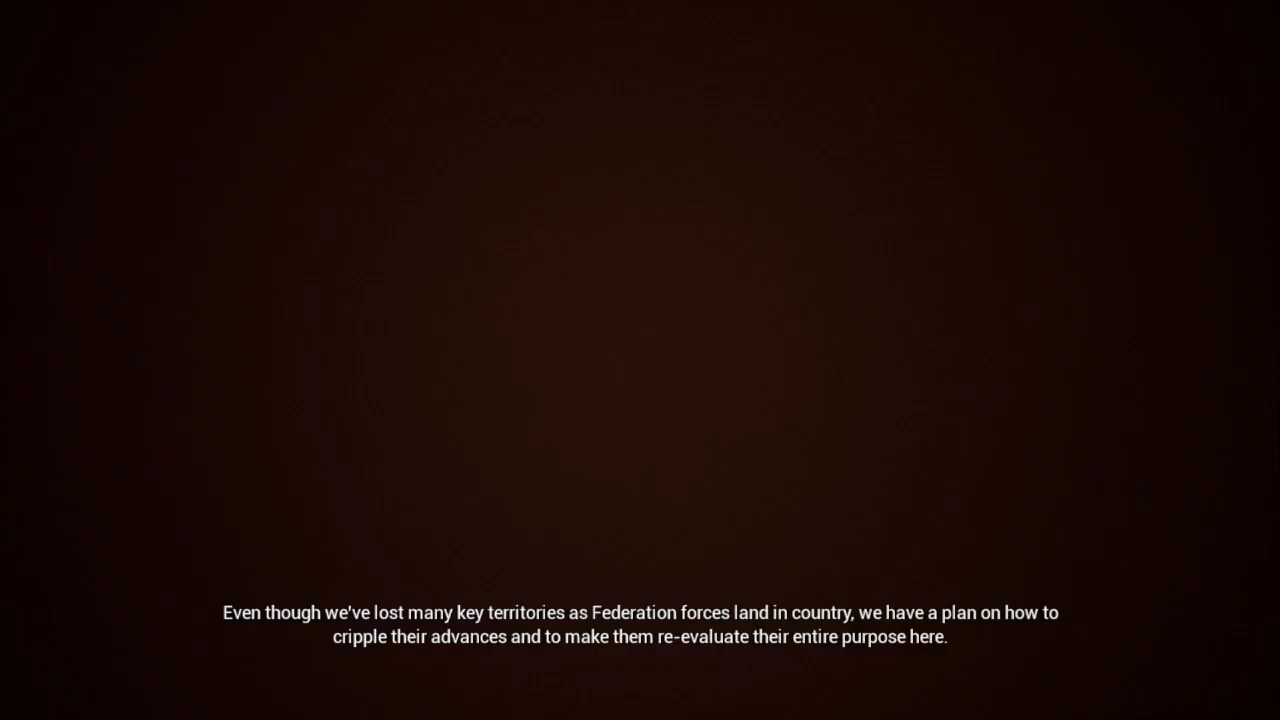 Even though we've lost many key territories as Federation forces land in country, we have a plan on how to
cripple their advances and to make them re-evaluate their entire purpose here.